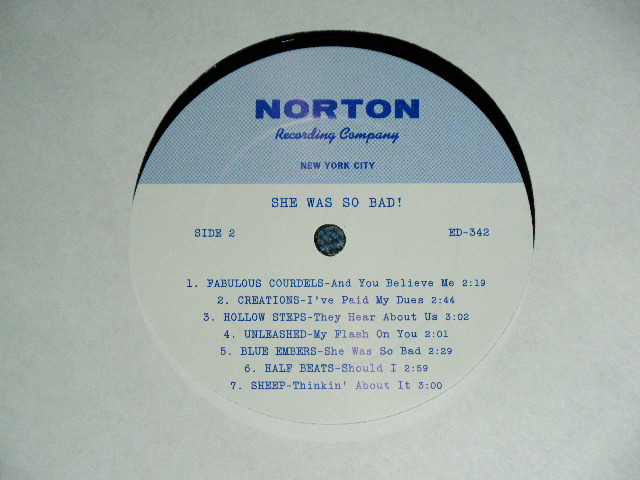 NORTON
Recording Company
NEW YORK CITY
SHE WAS SO BAD!
SIDE 2 ED-342
1. FABULOUS COURDELS-And You Believe Me 2:19
2. CREATIONS-I've Paid My Dues 2:44
3. HOLLOW STEPS-They Hear About Us 3:02
4. UNLEASHED-My Flash On You 2:01
5. BLUE EMBERS-She Was So Bad 2:29
6. HALF BEATS-Should I 2:59
7. SHEEP-Thinkin' About It 3:00